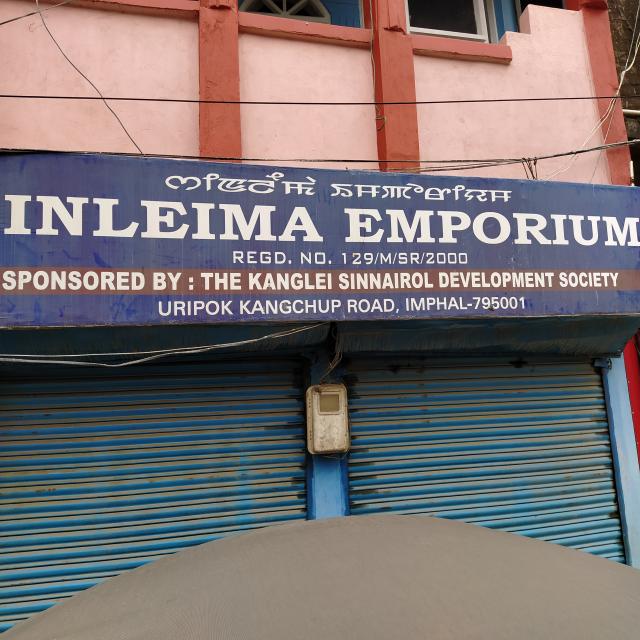 INLEIMA EMPORIUM
REGD. NO. 129/M/SR/2000
SPONSORED BY : THE KANGLEI SINNAIROL DEVELOPMENT SOCIETY
URIPOK KANGCHUP ROAD, IMPHAL-795001